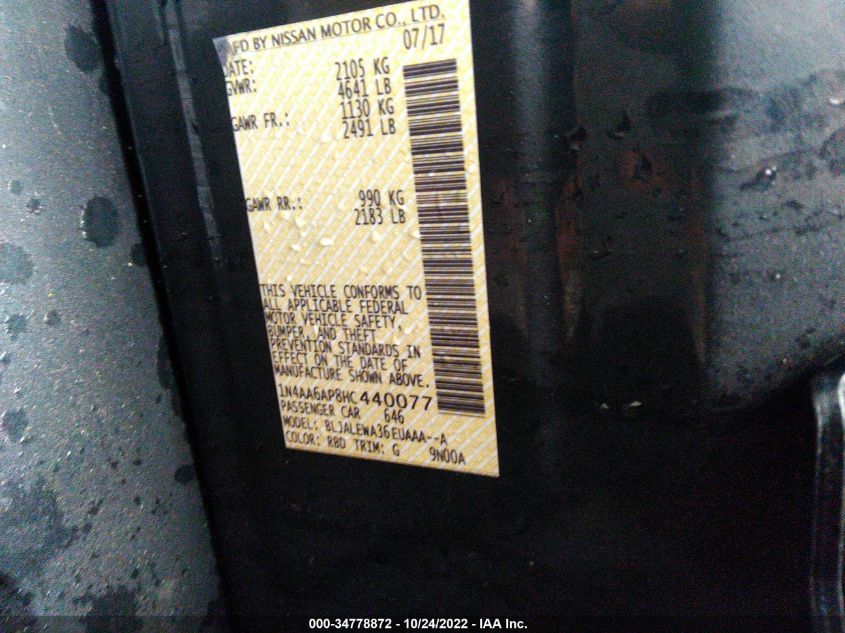 MFD BY NISSAN MOTOR CO., LTD.
DATE: 07/17
GVWR: 2105 KG
4641 LB
GAWR FR.: 1130 KG
2491 LB
GAWR RR.: 990 KG
2183 LB
THIS VEHICLE CONFORMS TO
ALL APPLICABLE FEDERAL
MOTOR VEHICLE SAFETY,
BUMPER, AND THEFT
PREVENTION STANDARDS IN
EFFECT ON THE DATE OF
MANUFACTURE SHOWN ABOVE.
1N4AA6AP8HC440077
PASSENGER CAR 646
MODEL: BLJALEWA36EUAAA--A
COLOR: RBD TRIM: G 9N00A
000-34778872 - 10/24/2022 - IAA Inc.